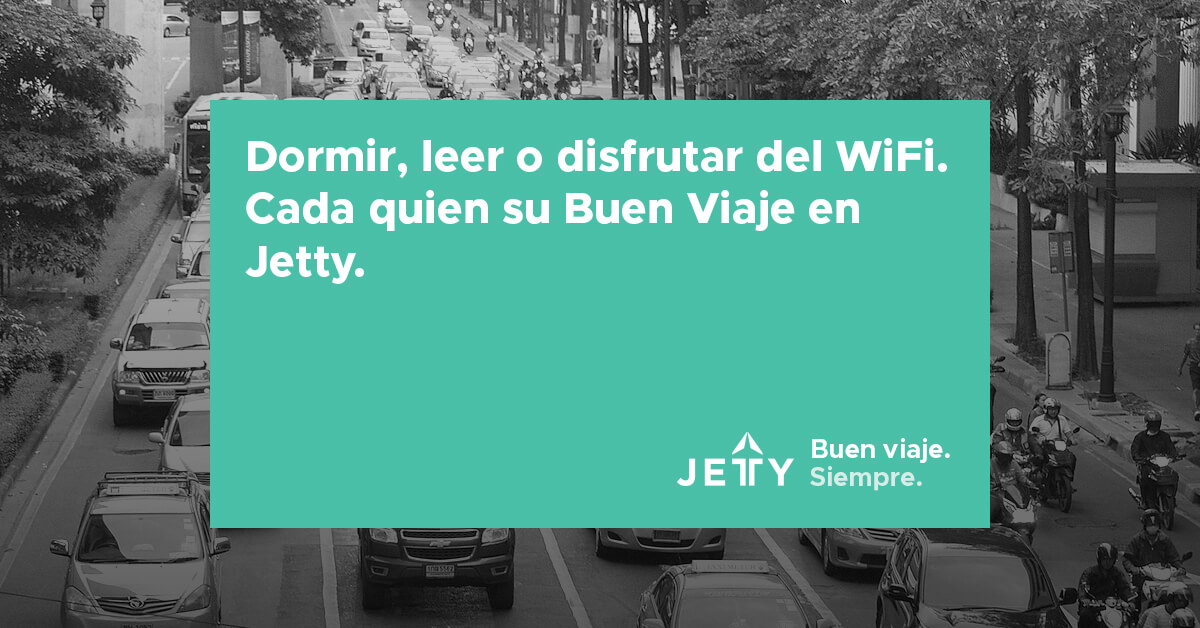 Dormir, leer o disfrutar del WiFi.
Cada quien su Buen Viaje en
Jetty.
JETTY
Buen viaje.
Siempre.